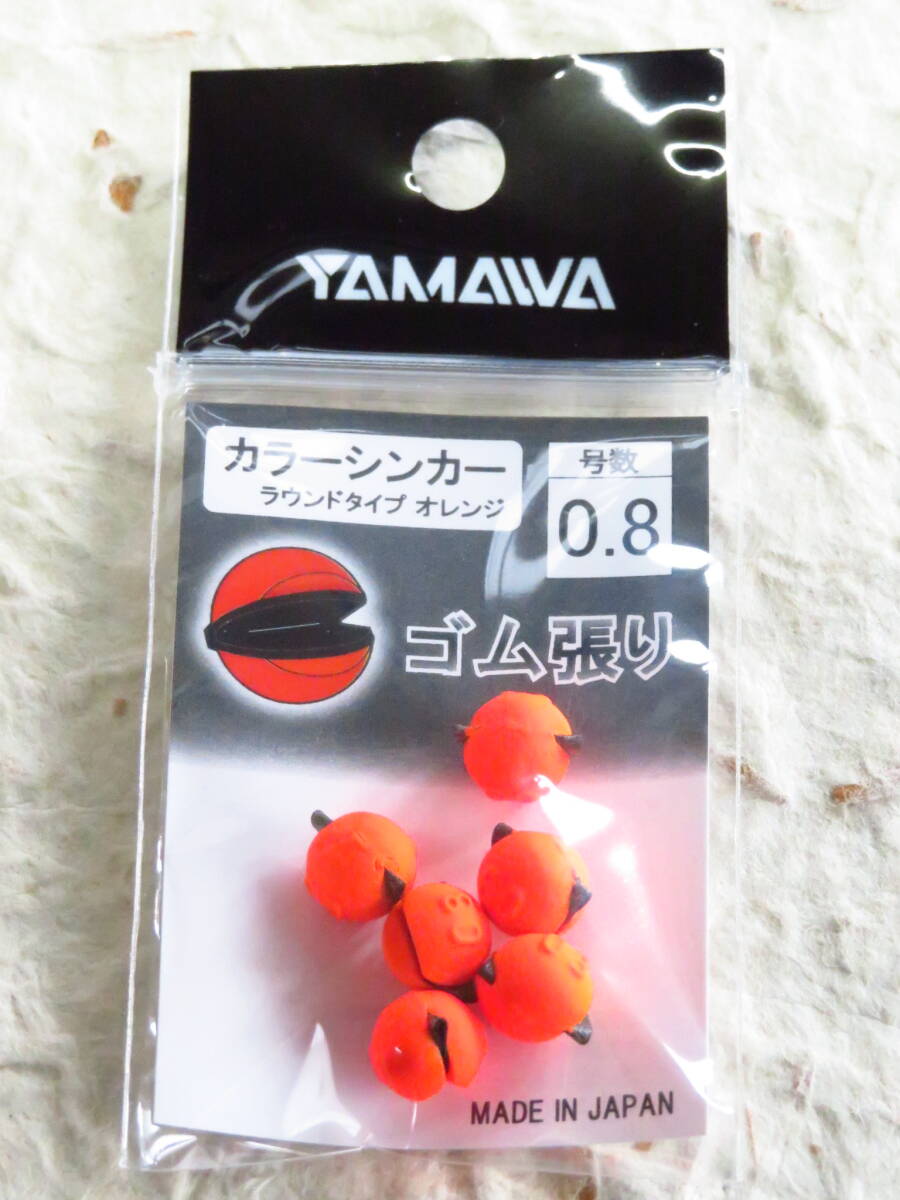 YAMAWA
カラーシンカー
ラウンドタイプ オレンジ
号数
0.8
ゴム張り
MADE IN JAPAN